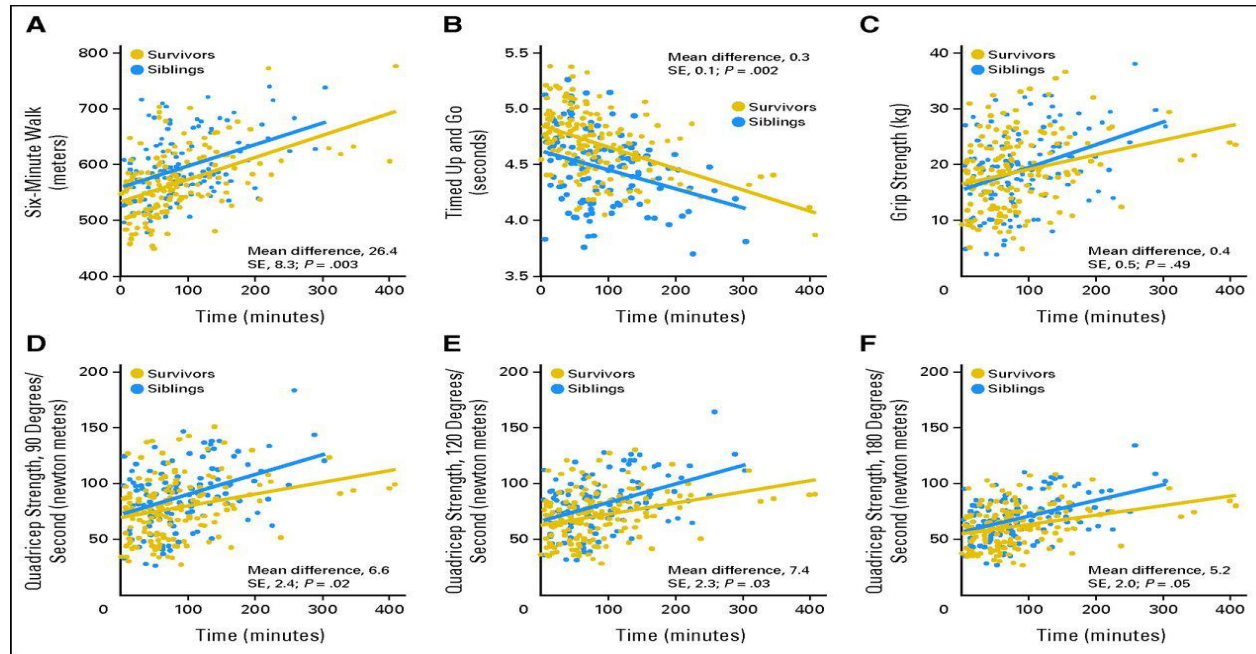 A
Six-Minute Walk
(meters)
800
700
600
500
400
Survivors
Siblings
Mean difference, 26.4
SE, 8.3; P = .003
0
100
200
300
400
Time (minutes)
B
Timed Up and Go
(seconds)
5.5
5.0
4.5
4.0
3.5
Mean difference, 0.3
SE, 0.1; P = .002
Survivors
Siblings
0
100
200
300
400
Time (minutes)
C
Grip Strength (kg)
40
30
20
10
Survivors
Siblings
Mean difference, 0.4
SE, 0.5; P = .49
0
100
200
300
400
Time (minutes)
D
Quadricep Strength, 90 Degrees/
Second (newton meters)
200
150
100
50
Survivors
Siblings
Mean difference, 6.6
SE, 2.4; P = .02
0
100
200
300
400
Time (minutes)
E
Quadricep Strength, 120 Degrees/
Second (newton meters)
200
150
100
50
Survivors
Siblings
Mean difference, 7.4
SE, 2.3; P = .03
0
100
200
300
400
Time (minutes)
F
Quadricep Strength, 180 Degrees/
Second (newton meters)
200
150
100
50
Survivors
Siblings
Mean difference, 5.2
SE, 2.0; P = .05
0
100
200
300
400
Time (minutes)